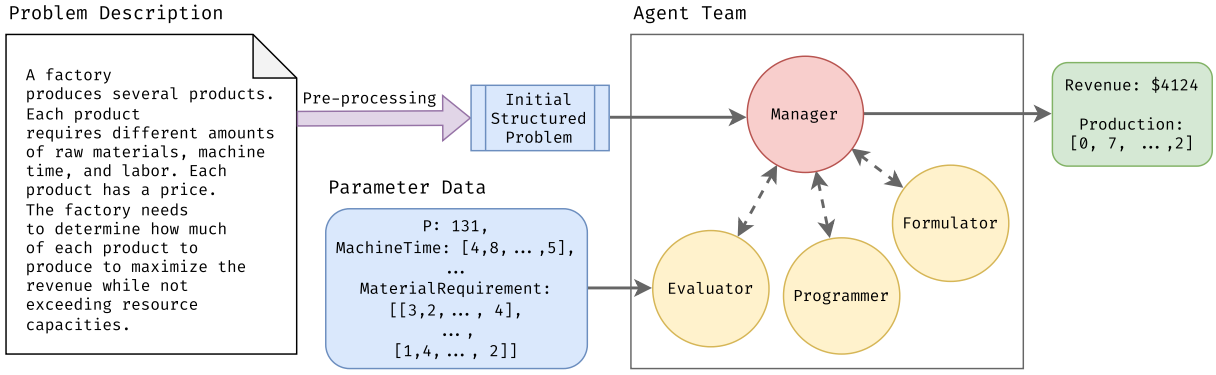 Problem Description
A factory
produces several products.
Each product
requires different amounts
of raw materials, machine
time, and labor. Each
product has a price.
The factory needs
to determine how much
of each product to
produce to maximize the
revenue while not
exceeding resource
capacities.
Pre-processing
Initial
Structured
Problem
Parameter Data
P: 131,
MachineTime: [4,8,...,5],
...
MaterialRequirement:
[[3,2,..., 4],
...,
[1,4,..., 2]]
Agent Team
Manager
Evaluator
Programmer
Formulator
Revenue: $4124
Production:
[0, 7, ...,2]